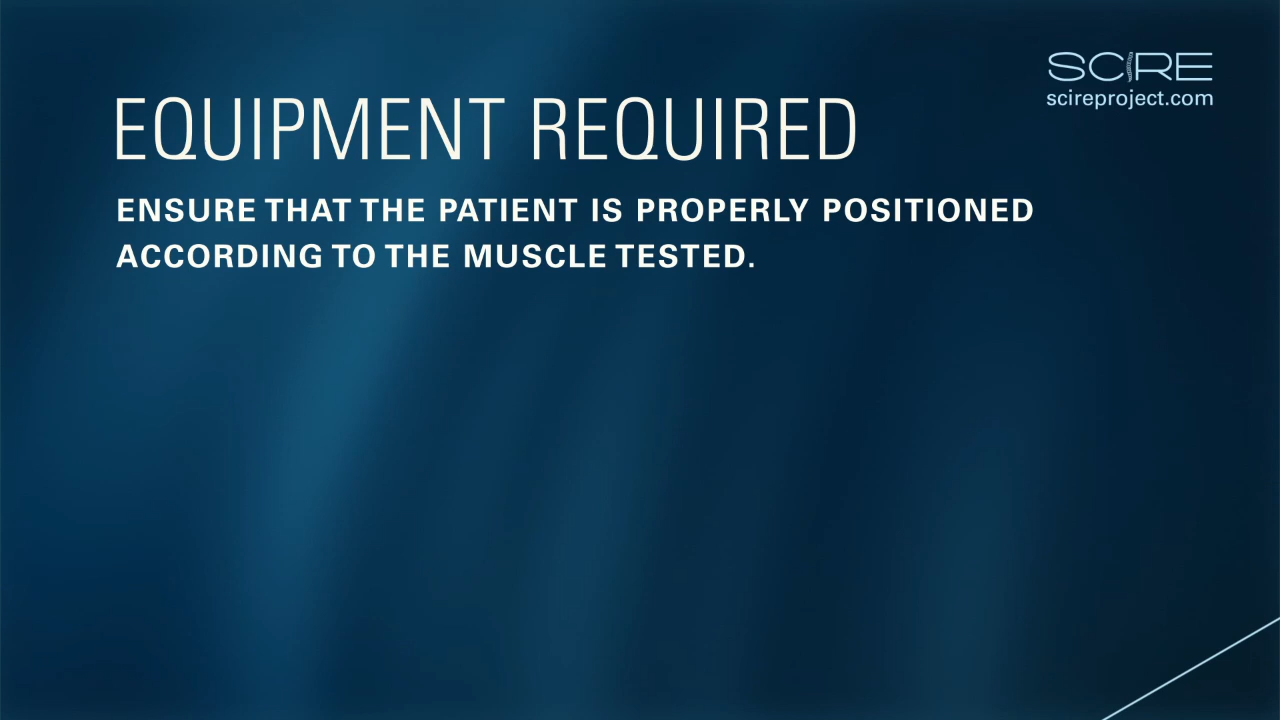 SCIRE
scireproject.com
EQUIPMENT REQUIRED
ENSURE THAT THE PATIENT IS PROPERLY POSITIONED
ACCORDING TO THE MUSCLE TESTED.